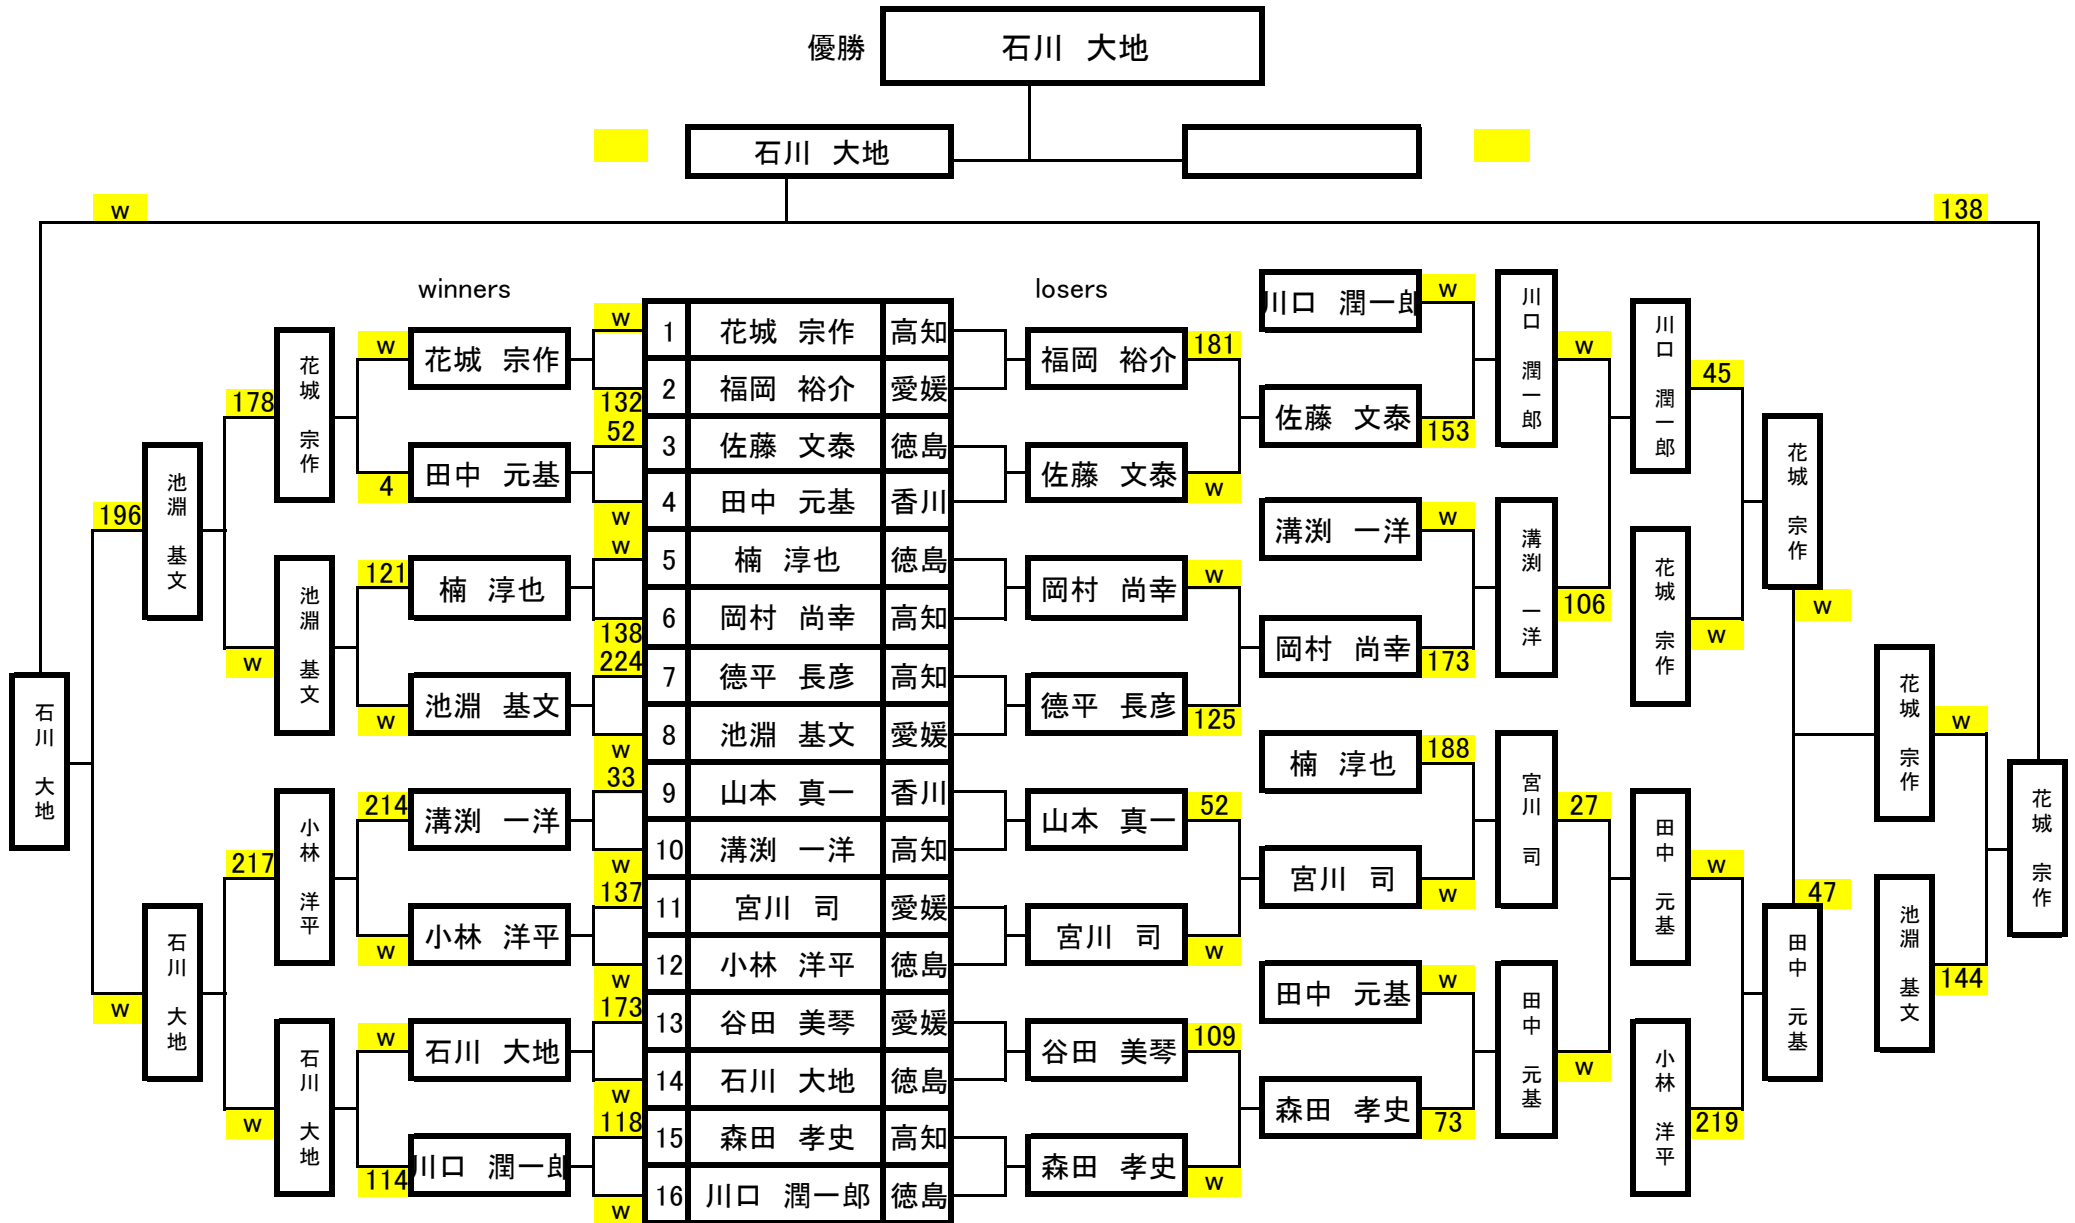 優勝 石川 大地
石川 大地
w 138
winners losers
石川 大地
196
w
池淵 基文
石川 大地
178
w
217
w
花城 宗作
池淵 基文
小林 洋平
石川 大地
w
4
121
w
214
w
w
114
花城 宗作
田中 元基
楠 淳也
池淵 基文
溝渕 一洋
小林 洋平
石川 大地
川口 潤一郎
w
132
52
w
w
138
224
w
33
w
137
w
173
w
118
w
1 花城 宗作 高知
2 福岡 裕介 愛媛
3 佐藤 文泰 徳島
4 田中 元基 香川
5 楠 淳也 徳島
6 岡村 尚幸 高知
7 德平 長彦 高知
8 池淵 基文 愛媛
9 山本 真一 香川
10 溝渕 一洋 高知
11 宮川 司 愛媛
12 小林 洋平 徳島
13 谷田 美琴 愛媛
14 石川 大地 徳島
15 森田 孝史 高知
16 川口 潤一郎 徳島
福岡 裕介 181
佐藤 文泰 w
岡村 尚幸 w
德平 長彦 125
山本 真一 52
宮川 司 w
谷田 美琴 109
森田 孝史 w
川口 潤一郎 w
佐藤 文泰 153
溝渕 一洋 w
岡村 尚幸 173
楠 淳也 188
宮川 司 w
田中 元基 w
森田 孝史 73
川口 潤一郎 w
溝渕 一洋 106
宮川 司 27
田中 元基 w
川口 潤一郎 45
花城 宗作 w
田中 元基 w
小林 洋平 219
花城 宗作 w
田中 元基 47
花城 宗作 w
池淵 基文 144
花城 宗作